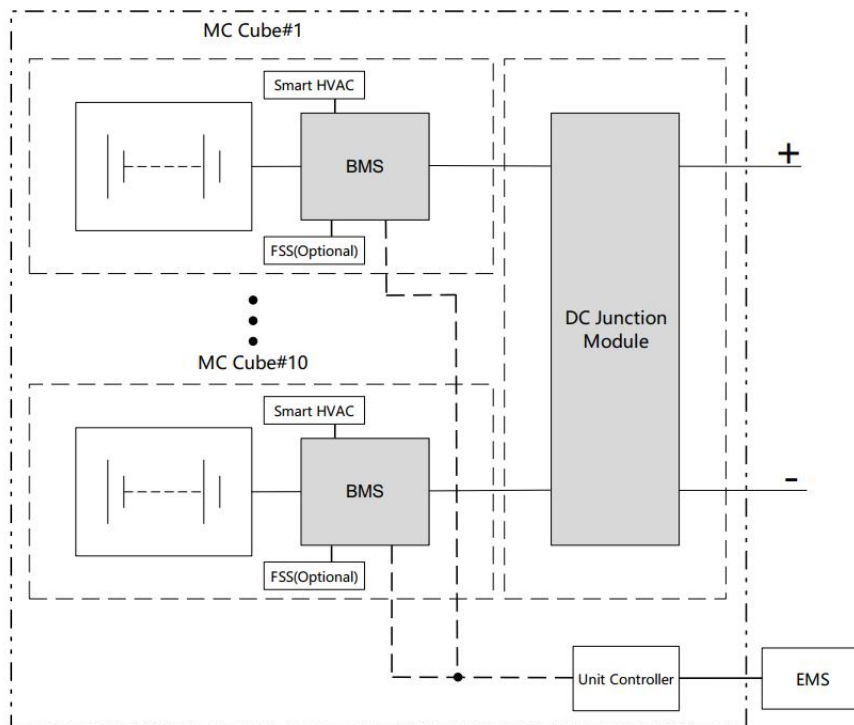 MC Cube#1
Smart HVAC
BMS
FSS(Optional)
+
DC Junction
Module
MC Cube#10
Smart HVAC
BMS
FSS(Optional)
-
Unit Controller
EMS